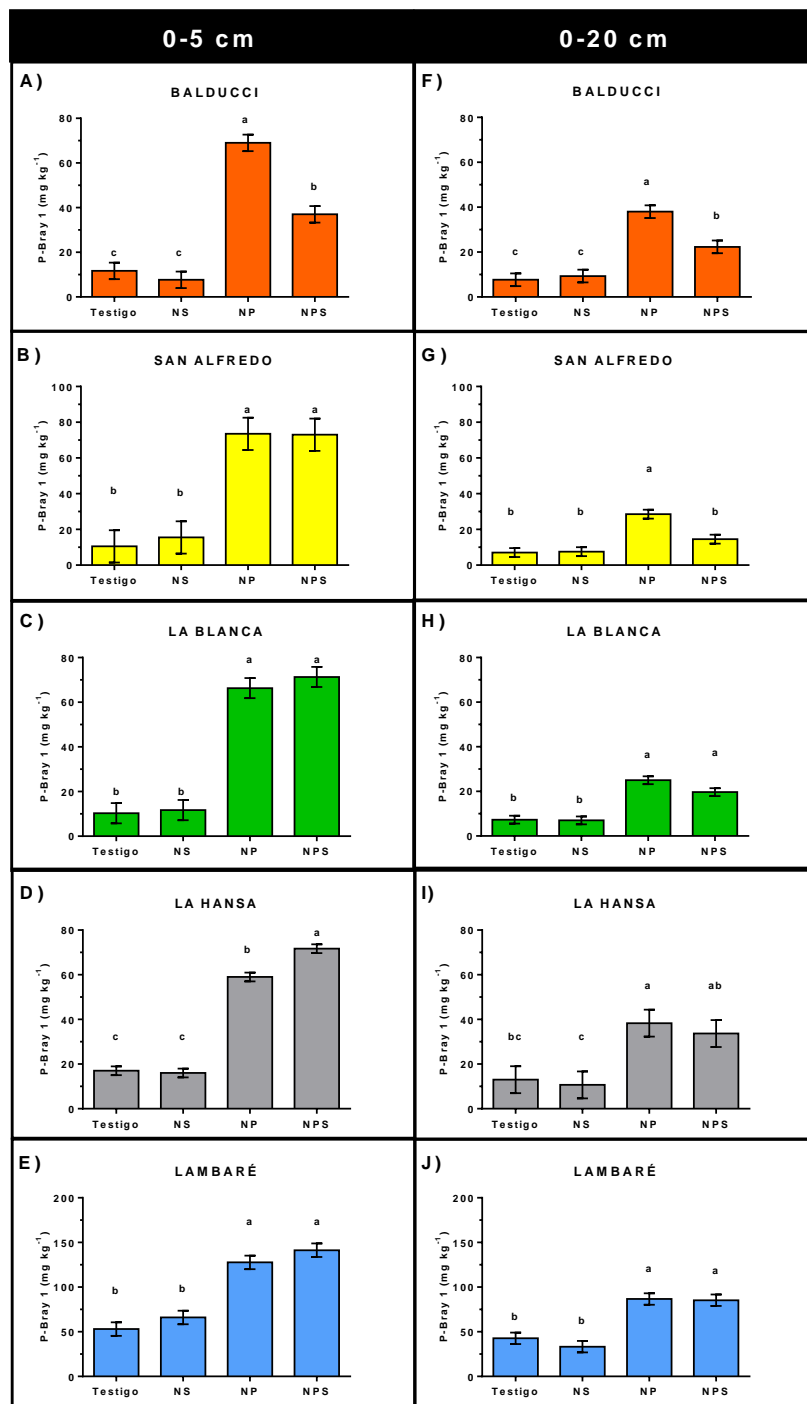 0-5 cm
0-20 cm
A)
BALDUCCI
P-Bray 1 (mg kg-1)
80
60
40
20
0
a
b
c
c
Testigo NS NP NPS
F)
BALDUCCI
P-Bray 1 (mg kg-1)
80
60
40
20
0
a
b
c
c
Testigo NS NP NPS
B)
SAN ALFREDO
P-Bray 1 (mg kg-1)
100
80
60
40
20
0
b
b
a
a
Testigo NS NP NPS
G)
SAN ALFREDO
P-Bray 1 (mg kg-1)
100
80
60
40
20
0
b
b
a
b
Testigo NS NP NPS
C)
LA BLANCA
P-Bray 1 (mg kg-1)
80
60
40
20
0
b
b
a
a
Testigo NS NP NPS
H)
LA BLANCA
P-Bray 1 (mg kg-1)
80
60
40
20
0
b
b
a
a
Testigo NS NP NPS
D)
LA HANSA
P-Bray 1 (mg kg-1)
80
60
40
20
0
c
c
b
a
Testigo NS NP NPS
I)
LA HANSA
P-Bray 1 (mg kg-1)
80
60
40
20
0
bc
c
a
ab
Testigo NS NP NPS
E)
LAMBARÉ
P-Bray 1 (mg kg-1)
200
150
100
50
0
b
b
a
a
Testigo NS NP NPS
J)
LAMBARÉ
P-Bray 1 (mg kg-1)
200
150
100
50
0
b
b
a
a
Testigo NS NP NPS